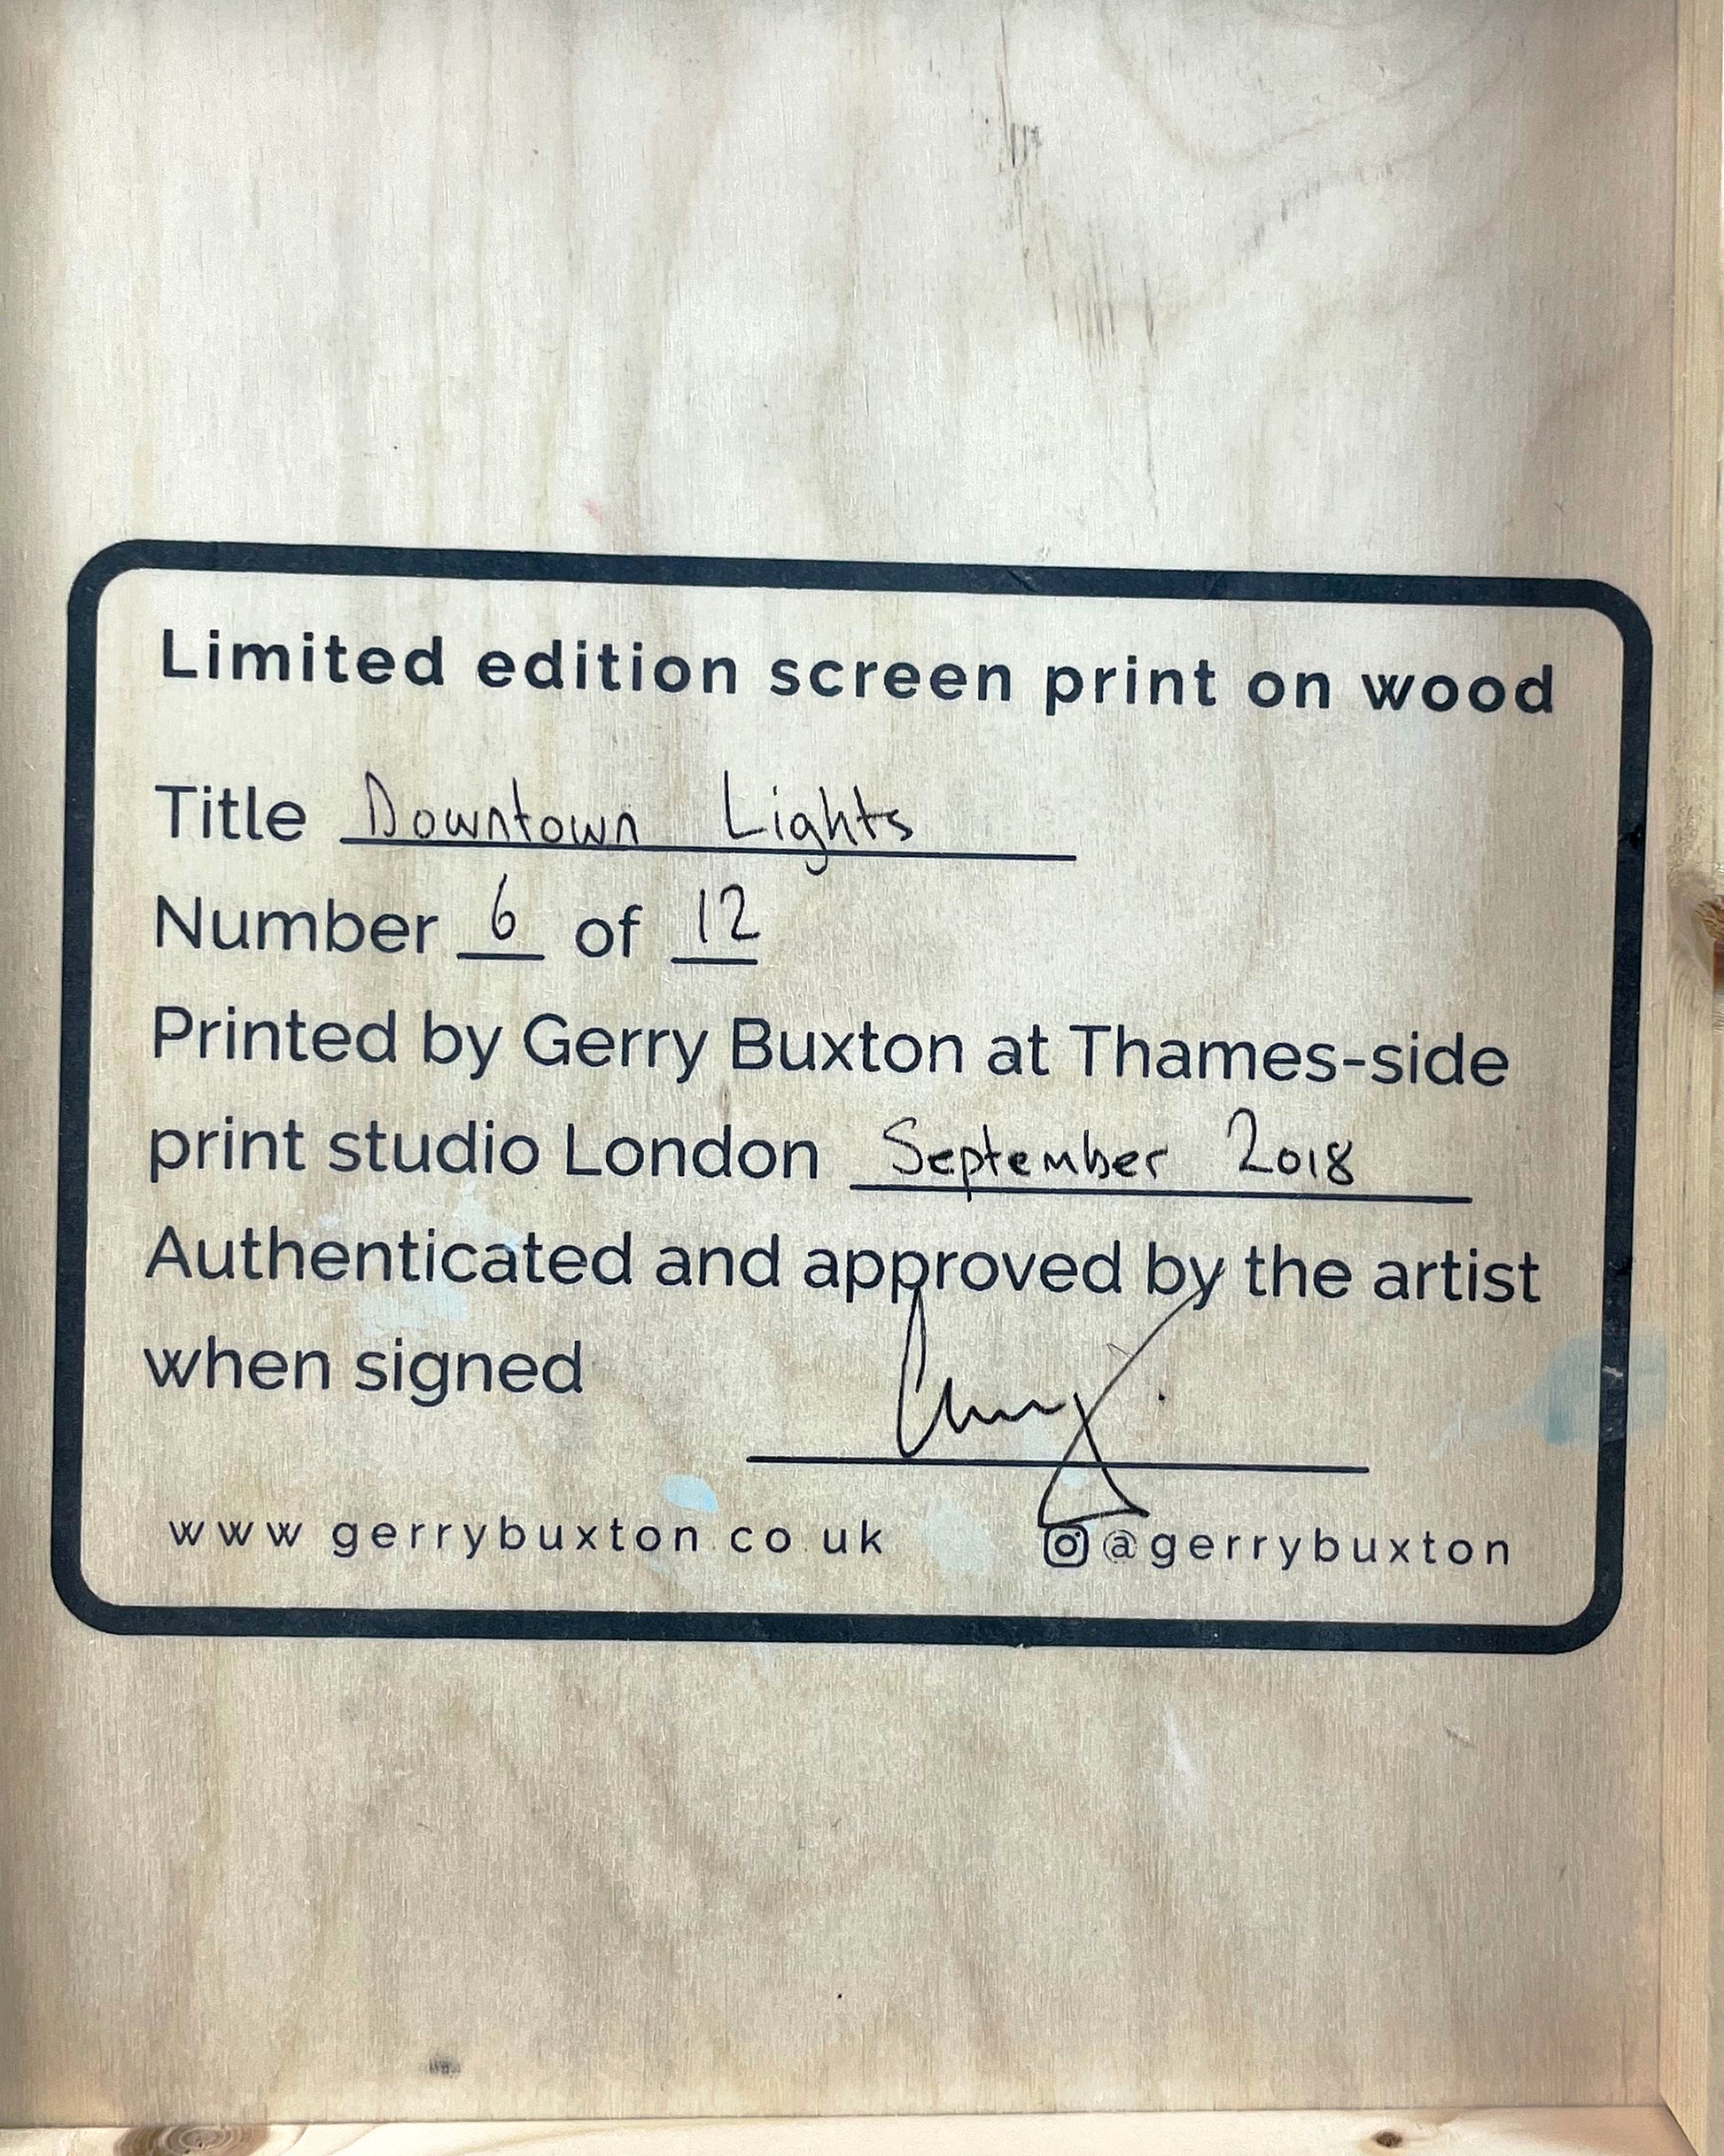 Limited edition screen print on wood
Title Downtown Lights
Number 6 of 12
Printed by Gerry Buxton at Thames-side
print studio London September 2018
Authenticated and approved by the artist
when signed
www gerrybuxton.co.uk @gerrybuxton